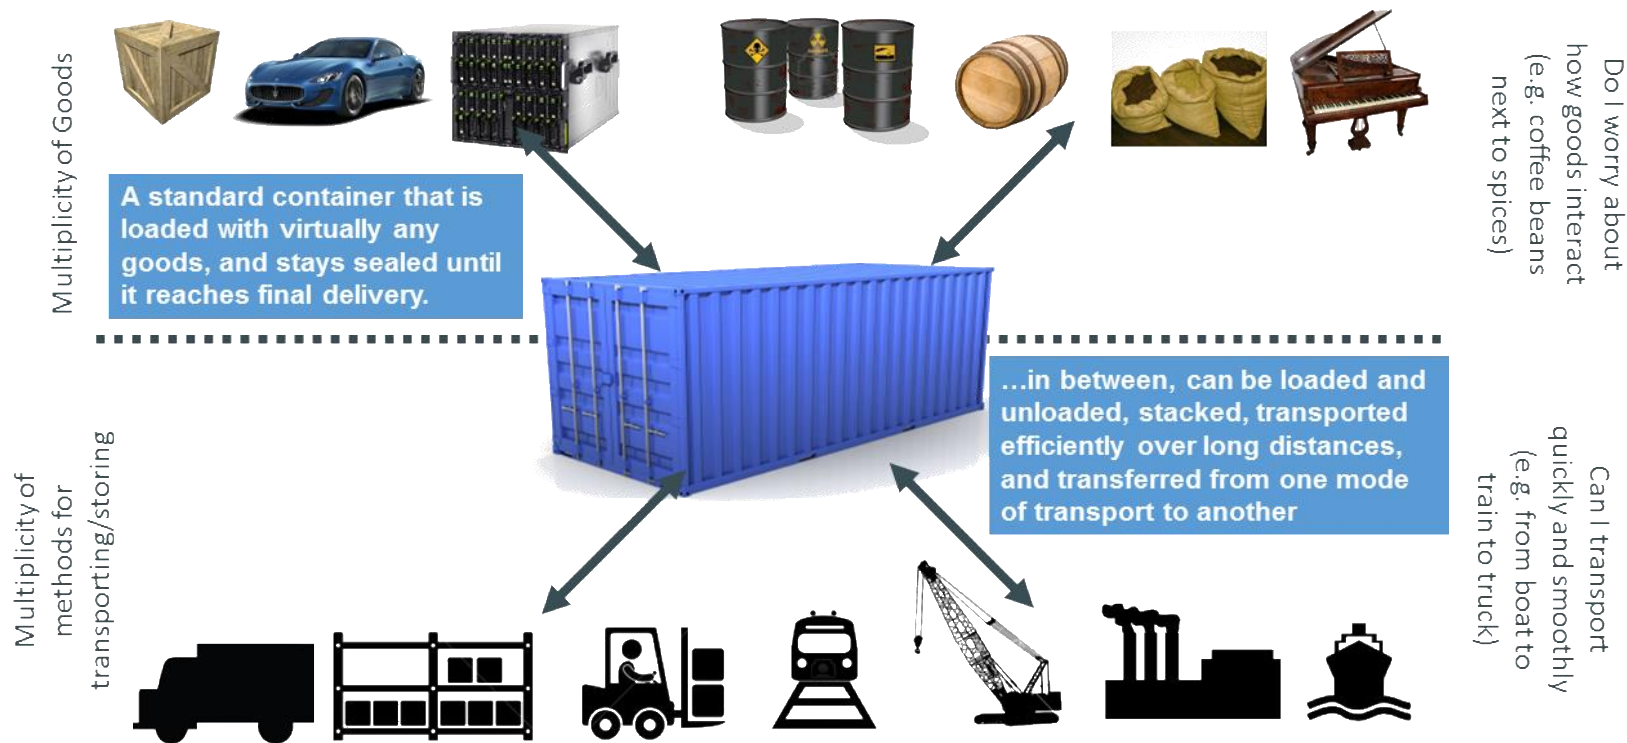 Multiplicity of Goods
A standard container that is
loaded with virtually any
goods, and stays sealed until
it reaches final delivery.
Do I worry about
how goods interact
(e.g. coffee beans
next to spices)
Multiplicity of
methods for
transporting/storing
...in between, can be loaded and
unloaded, stacked, transported
efficiently over long distances,
and transferred from one mode
of transport to another
Can I transport
quickly and smoothly
(e.g. from boat to
train to truck)